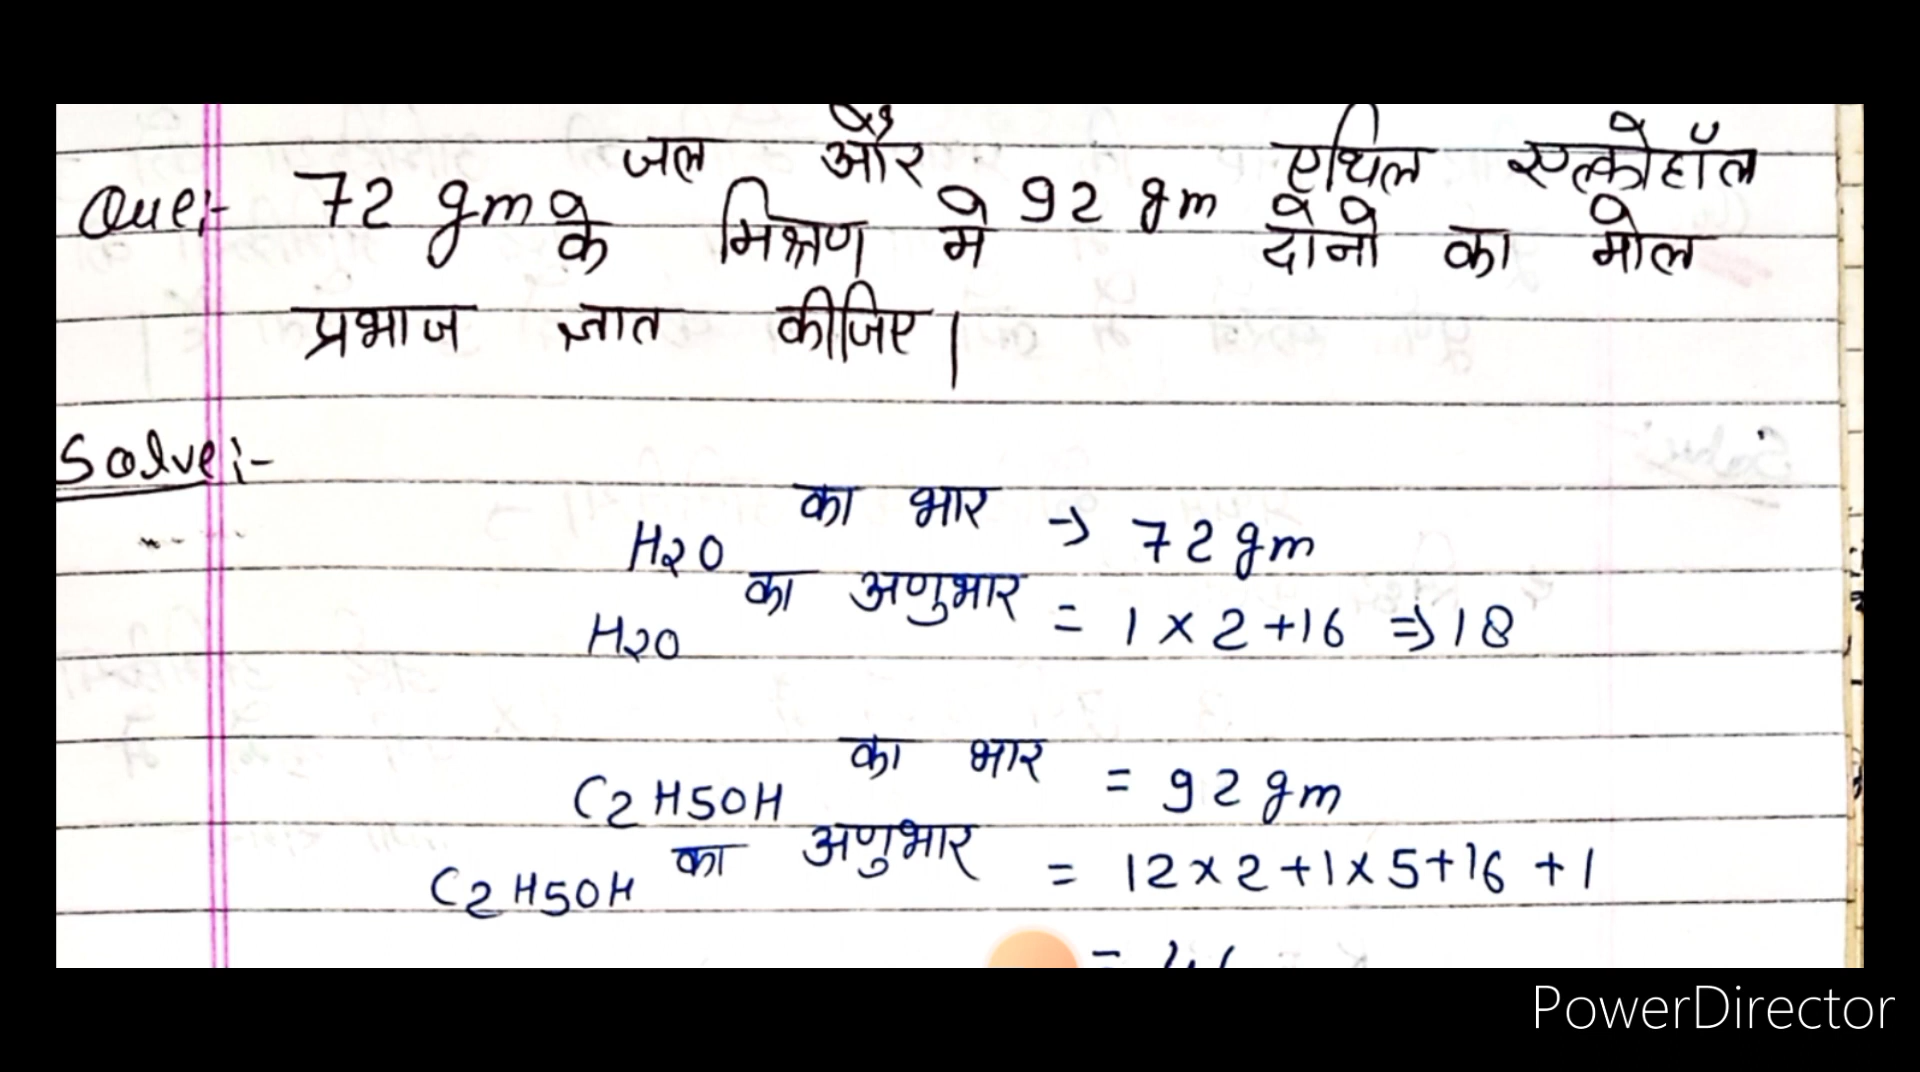 जल और एथिल एल्कोहॉल
Que:- 72 gm के मिश्रण मे 92 gm दोनो का मोल
प्रभाज ज्ञात कीजिए |
Solve:-
H2O का भार → 72 gm
H2O का अणुभार = 1 × 2 + 16 => 18
C2H5OH का भार = 92 gm
C2H5OH का अणुभार = 12 × 2 + 1 × 5 + 16 + 1
PowerDirector